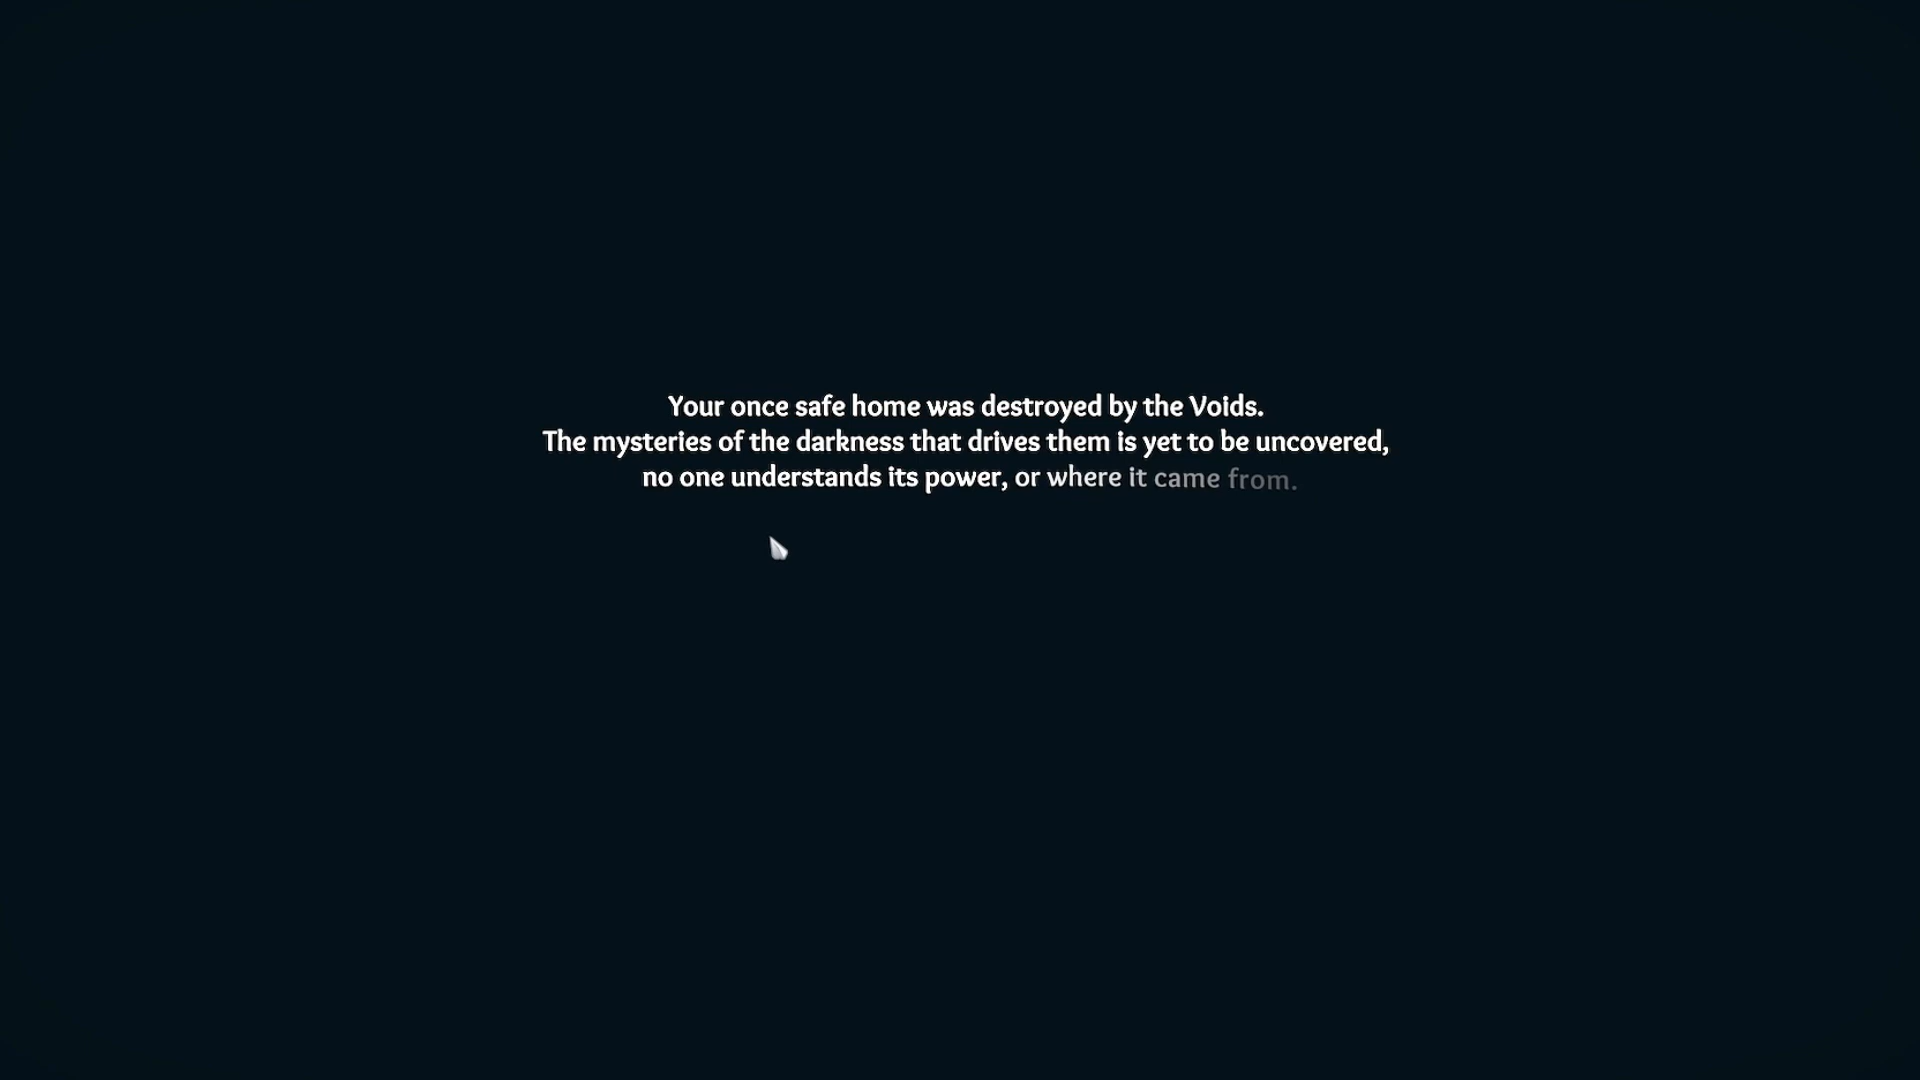 Your once safe home was destroyed by the Voids.
The mysteries of the darkness that drives them is yet to be uncovered,
no one understands its power, or where it came from.